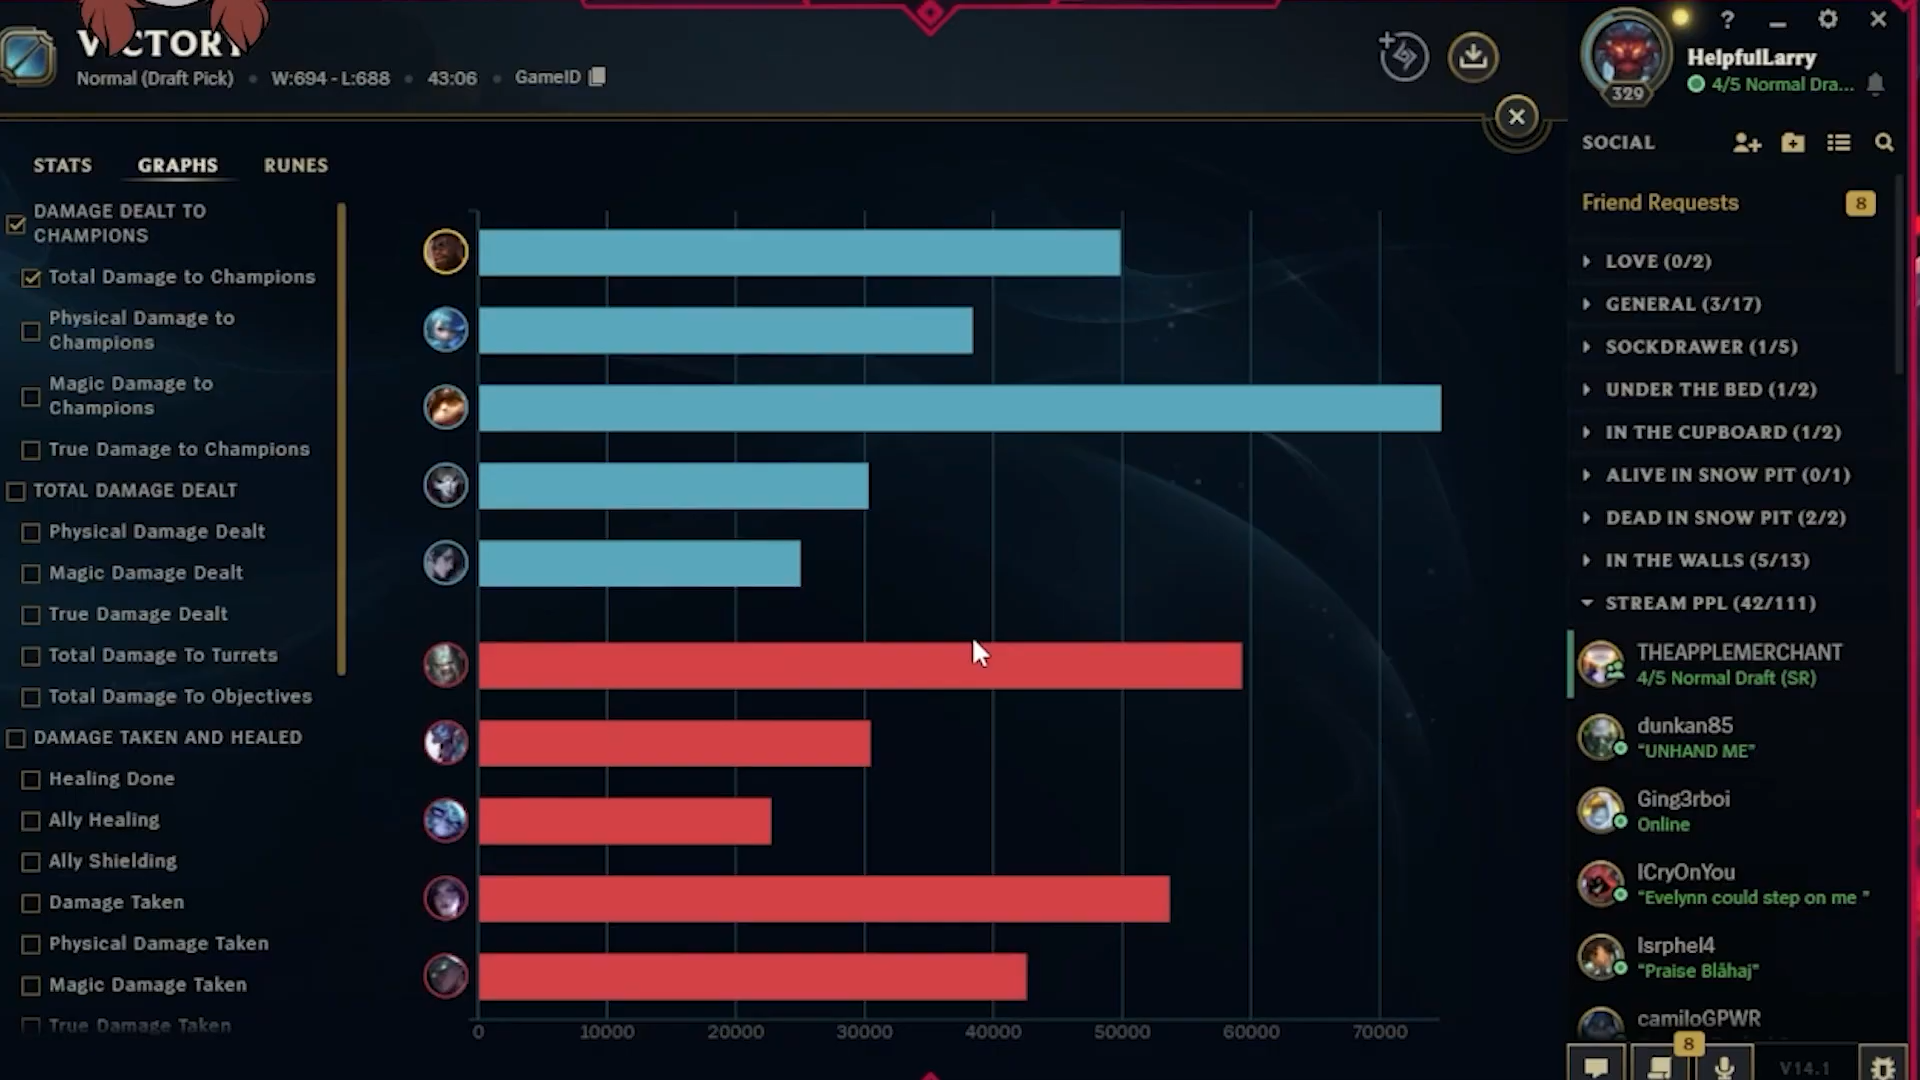 VICTORY
Normal (Draft Pick) • W:694 - L:688 • 43:06 • GameID
STATS GRAPHS RUNES
DAMAGE DEALT TO
CHAMPIONS
Total Damage to Champions
Physical Damage to
Champions
Magic Damage to
Champions
True Damage to Champions
TOTAL DAMAGE DEALT
Physical Damage Dealt
Magic Damage Dealt
True Damage Dealt
Total Damage To Turrets
Total Damage To Objectives
DAMAGE TAKEN AND HEALED
Healing Done
Ally Healing
Ally Shielding
Damage Taken
Physical Damage Taken
Magic Damage Taken
True Damage Taken
0 10000 20000 30000 40000 50000 60000 70000
?
HelpfulLarry
329
4/5 Normal Dra...
SOCIAL
Friend Requests 8
LOVE (0/2)
GENERAL (3/17)
SOCKDRAWER (1/5)
UNDER THE BED (1/2)
IN THE CUPBOARD (1/2)
ALIVE IN SNOW PIT (0/1)
DEAD IN SNOW PIT (2/2)
IN THE WALLS (5/13)
STREAM PPL (42/111)
THEAPPLEMERCHANT
4/5 Normal Draft (SR)
dunkan85
"UNHAND ME"
Ging3rboi
Online
ICryOnYou
"Evelynn could step on me "
Isrphel4
"Praise Blåhaj"
camiloGPWR
8
V14.1